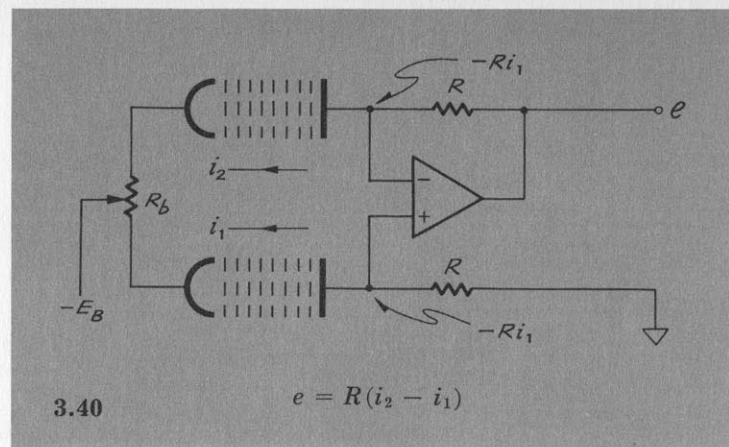 -Ri₁
R
e
i₂
−
+
R_b
i₁
R
-E_B
-Ri₁
3.40
e = R(i₂ − i₁)